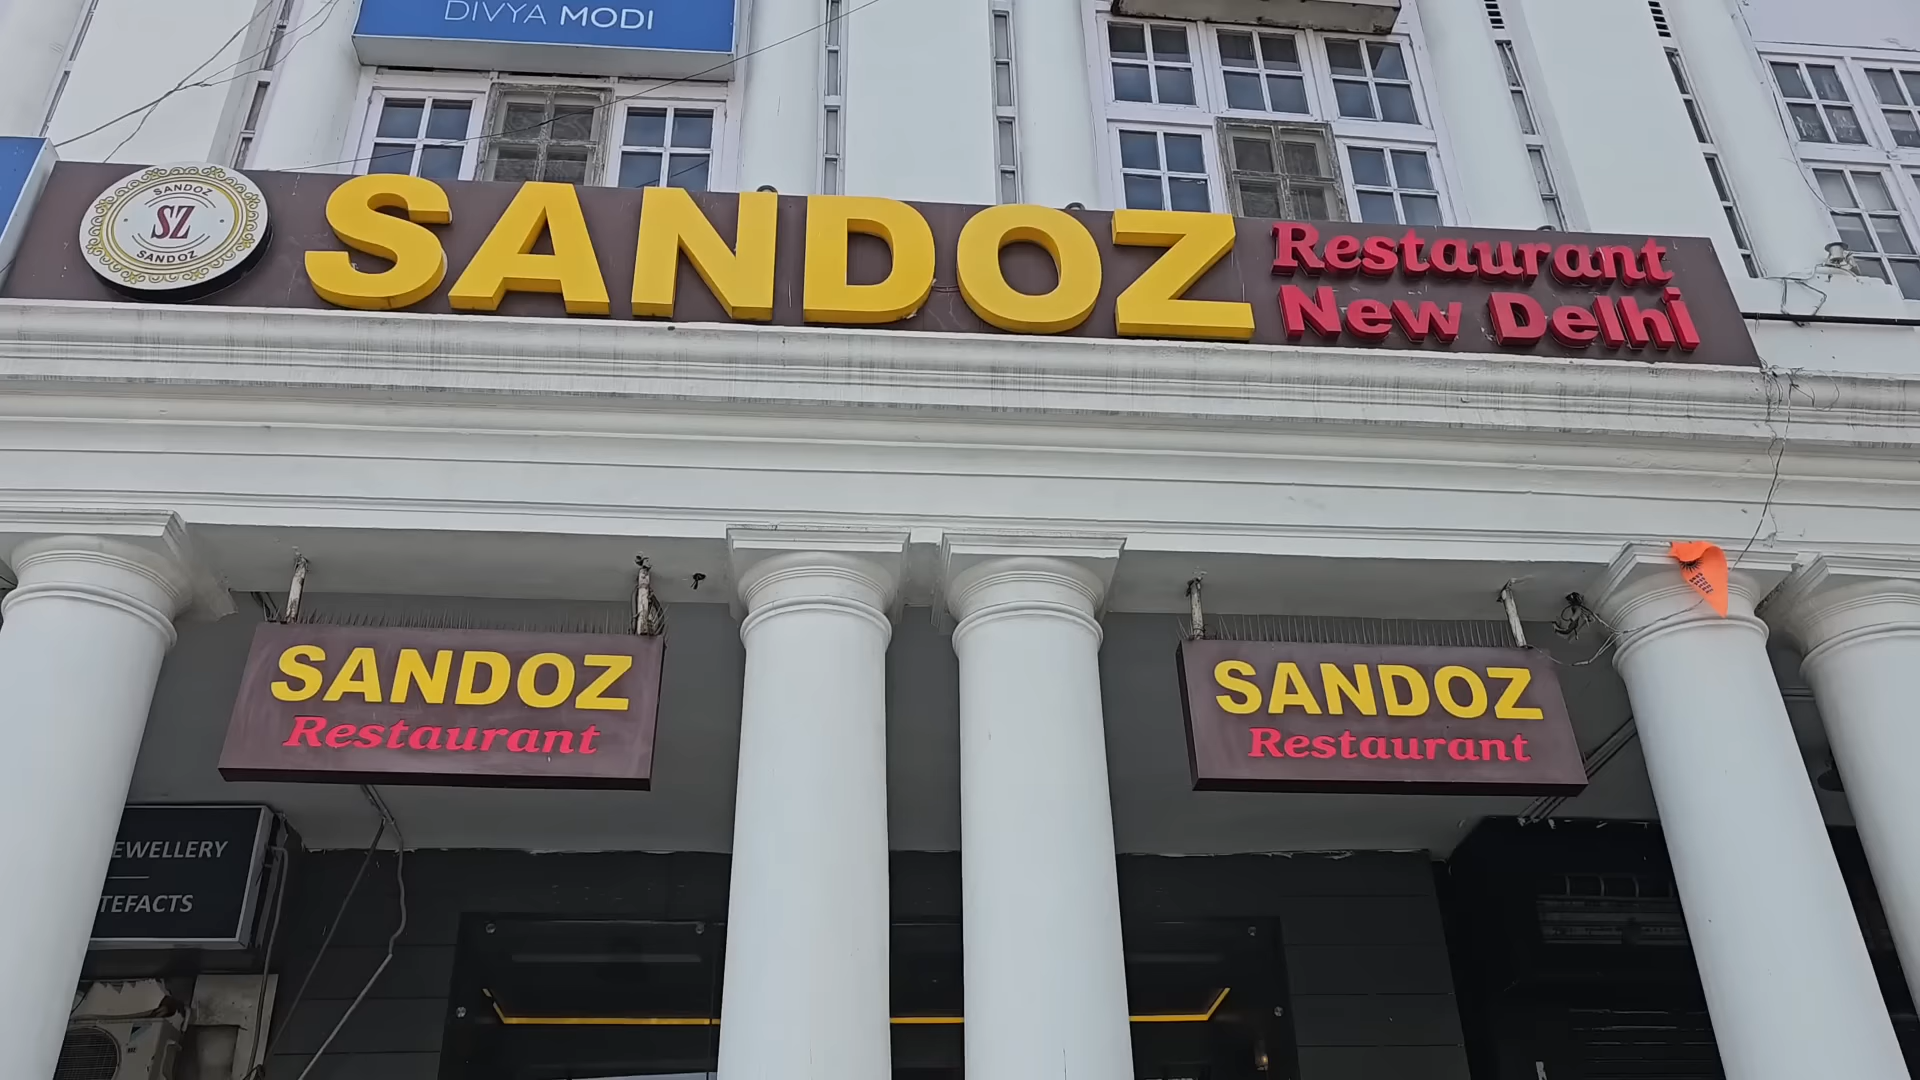 DIVYA MODI
SANDOZ
SZ
SANDOZ
SANDOZ
Restaurant
New Delhi
SANDOZ
Restaurant
SANDOZ
Restaurant
EWELLERY
TEFACTS